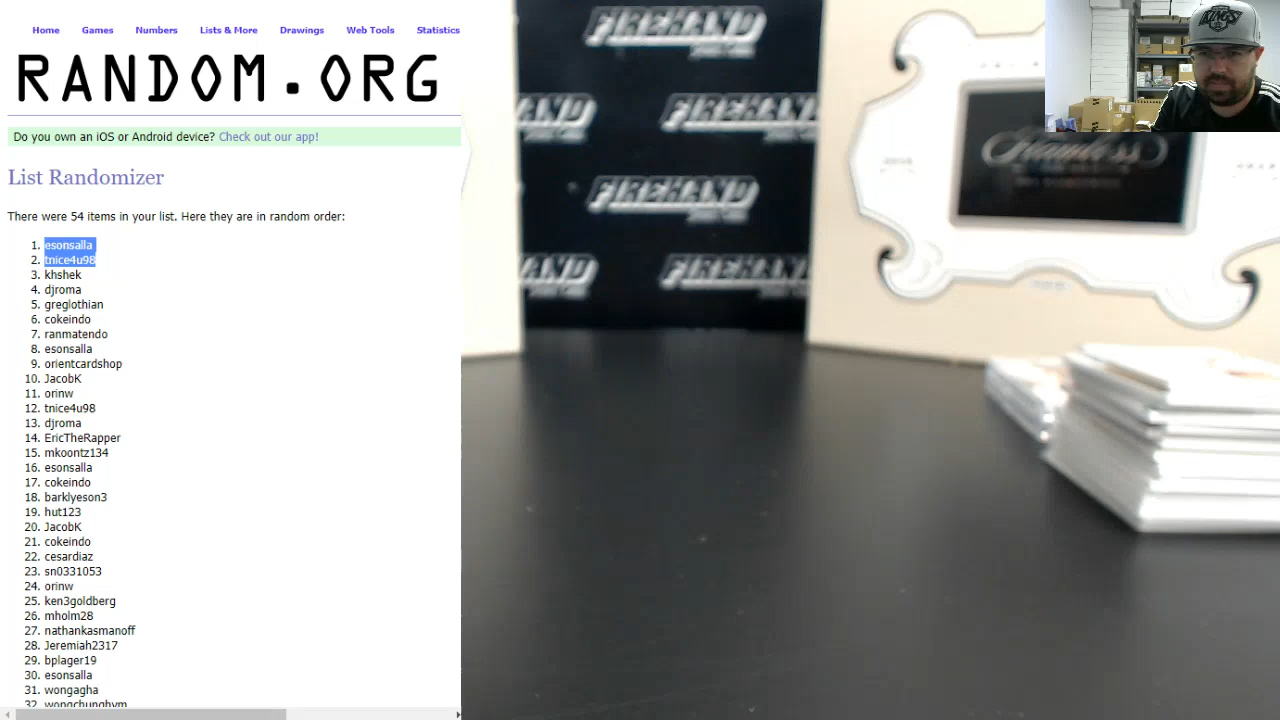 Home Games Numbers Lists & More Drawings Web Tools Statistics
RANDOM.ORG
Do you own an iOS or Android device? Check out our app!
List Randomizer
There were 54 items in your list. Here they are in random order:
1. esonsalla
2. tnice4u98
3. khshek
4. djroma
5. greglothian
6. cokeindo
7. ranmatendo
8. esonsalla
9. orientcardshop
10. JacobK
11. orinw
12. tnice4u98
13. djroma
14. EricTheRapper
15. mkoontz134
16. esonsalla
17. cokeindo
18. barklyeson3
19. hut123
20. JacobK
21. cokeindo
22. cesardiaz
23. sn0331053
24. orinw
25. ken3goldberg
26. mholm28
27. nathankasmanoff
28. Jeremiah2317
29. bplager19
30. esonsalla
31. wongagha
32. wongchunghym
FIREHAND
HAND
FIREHAND
FIREHAND
HAND
FIREHAND
Flawless
KINGS